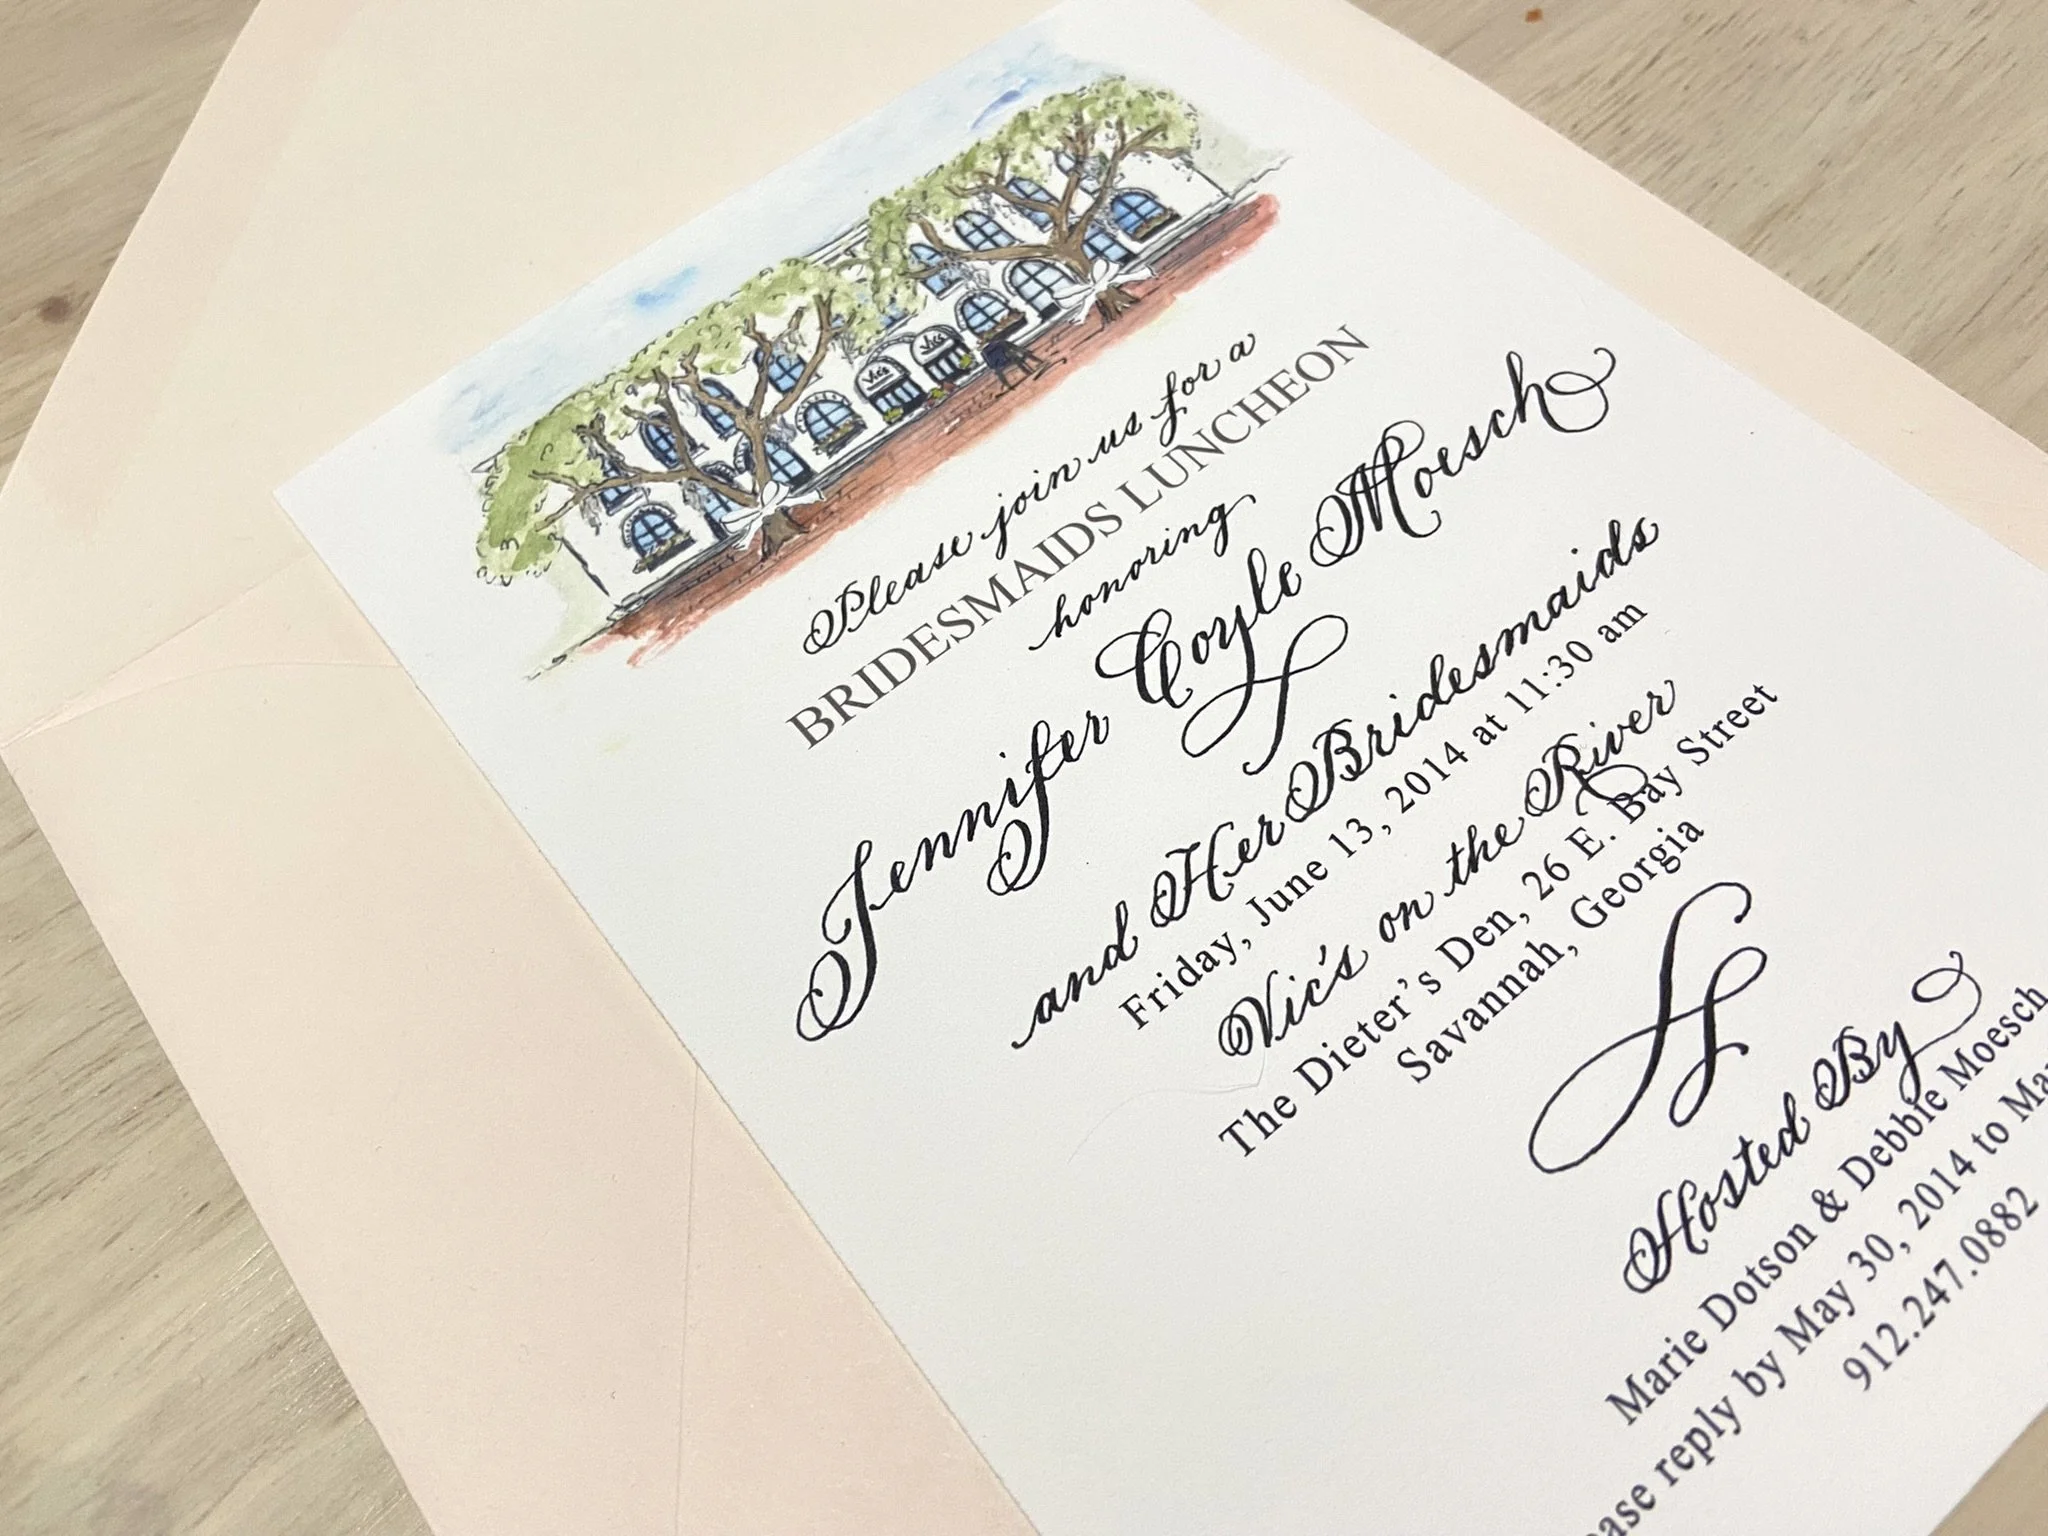 Vic's
Vic's
Please join us for a
BRIDESMAIDS LUNCHEON
honoring
Jennifer Coyle Moesch
and Her Bridesmaids
Friday, June 13, 2014 at 11:30 am
Vic's on the River
The Dieter's Den, 26 E. Bay Street
Savannah, Georgia
Hosted By
Marie Dotson & Debbie Moesch
reply by May 30, 2014 to
912.247.0882